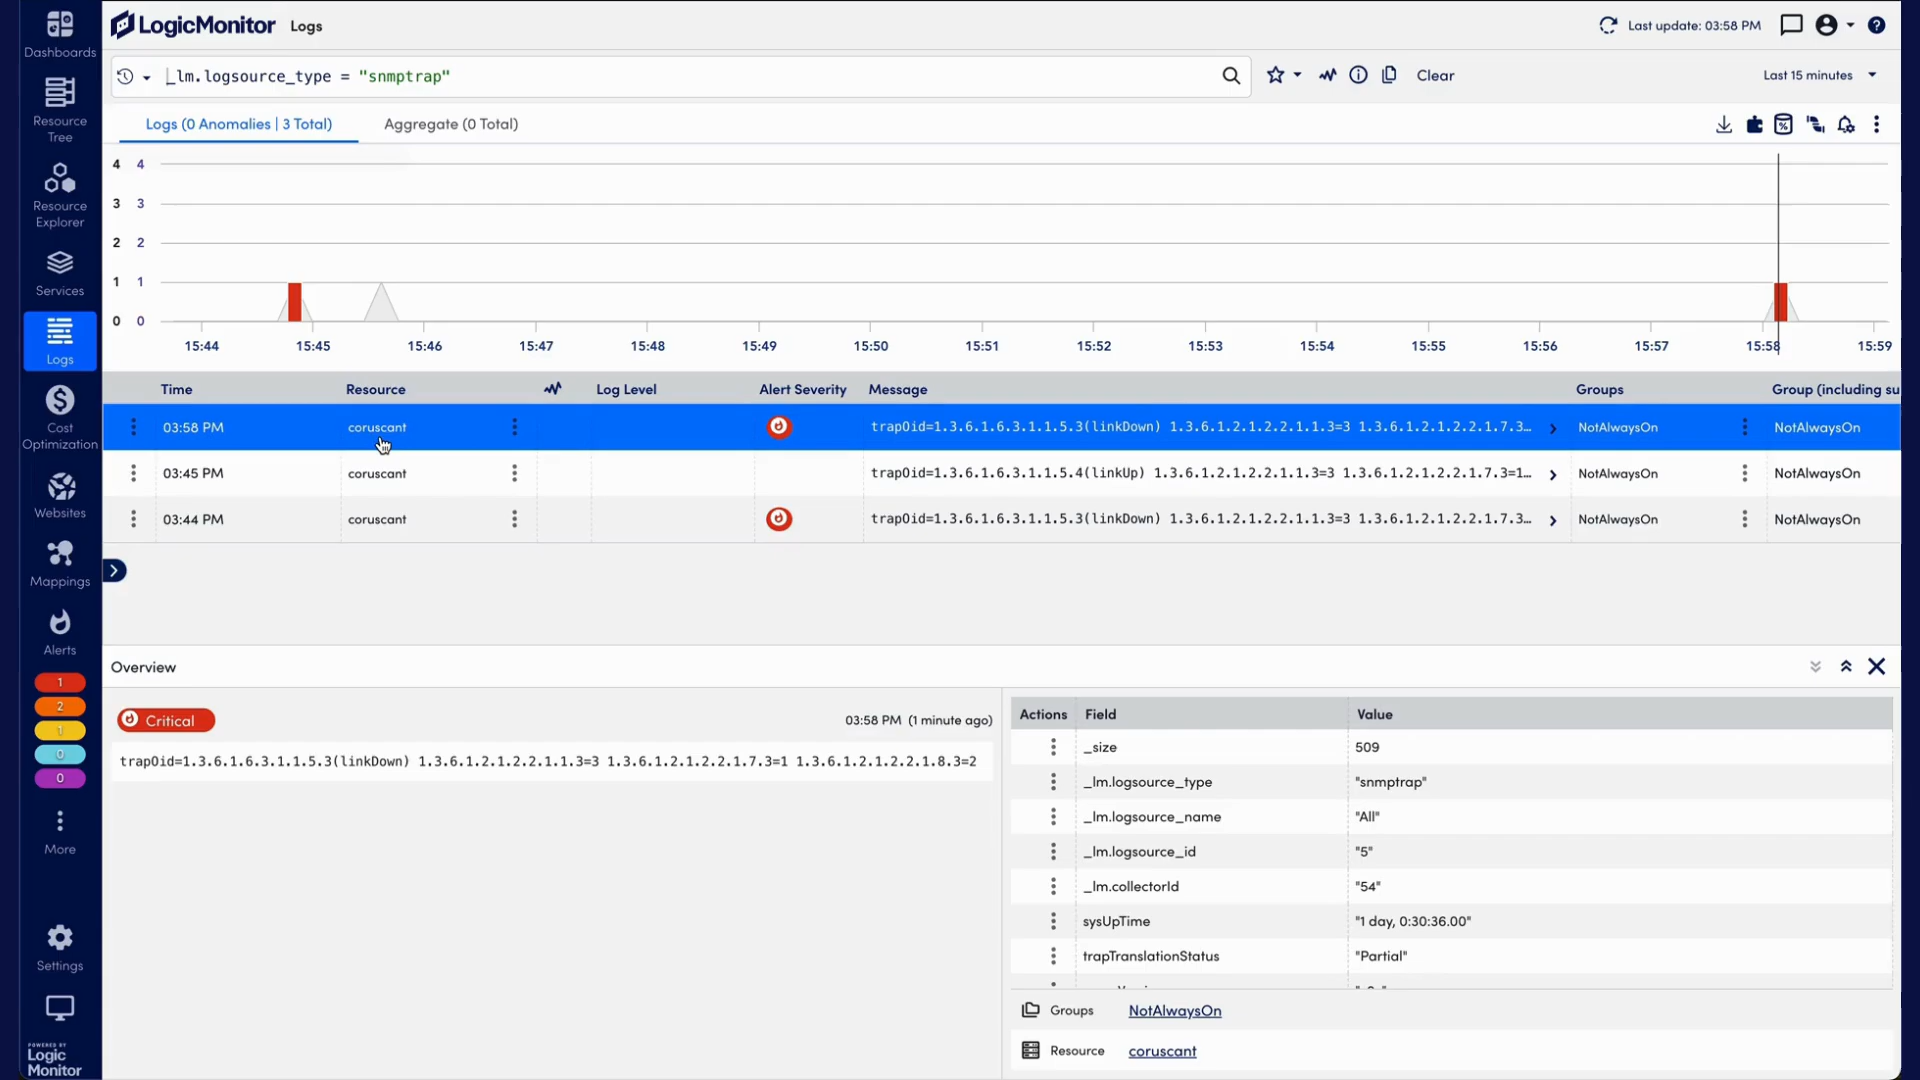 Dashboards
Resource
Tree
Resource
Explorer
Services
Logs
Cost
Optimization
Websites
Mappings
Alerts
1
2
1
0
0
More
Settings
POWERED BY
Logic
Monitor
LogicMonitor Logs
Last update: 03:58 PM
_lm.logsource_type = "snmptrap"
Clear
Last 15 minutes
Logs (0 Anomalies | 3 Total) Aggregate (0 Total)
4 4
3 3
2 2
1 1
0 0
15:44 15:45 15:46 15:47 15:48 15:49 15:50 15:51 15:52 15:53 15:54 15:55 15:56 15:57 15:58 15:59
Time Resource Log Level Alert Severity Message Groups Group (including su
03:58 PM coruscant trapOid=1.3.6.1.6.3.1.1.5.3(linkDown) 1.3.6.1.2.1.2.2.1.1.3=3 1.3.6.1.2.1.2.2.1.7.3… NotAlwaysOn NotAlwaysOn
03:45 PM coruscant trapOid=1.3.6.1.6.3.1.1.5.4(linkUp) 1.3.6.1.2.1.2.2.1.1.3=3 1.3.6.1.2.1.2.2.1.7.3=1… NotAlwaysOn NotAlwaysOn
03:44 PM coruscant trapOid=1.3.6.1.6.3.1.1.5.3(linkDown) 1.3.6.1.2.1.2.2.1.1.3=3 1.3.6.1.2.1.2.2.1.7.3… NotAlwaysOn NotAlwaysOn
Overview
Critical 03:58 PM (1 minute ago)
trapOid=1.3.6.1.6.3.1.1.5.3(linkDown) 1.3.6.1.2.1.2.2.1.1.3=3 1.3.6.1.2.1.2.2.1.7.3=1 1.3.6.1.2.1.2.2.1.8.3=2
Actions Field Value
_size 509
_lm.logsource_type "snmptrap"
_lm.logsource_name "All"
_lm.logsource_id "5"
_lm.collectorId "54"
sysUpTime "1 day, 0:30:36.00"
trapTranslationStatus "Partial"
Groups NotAlwaysOn
Resource coruscant